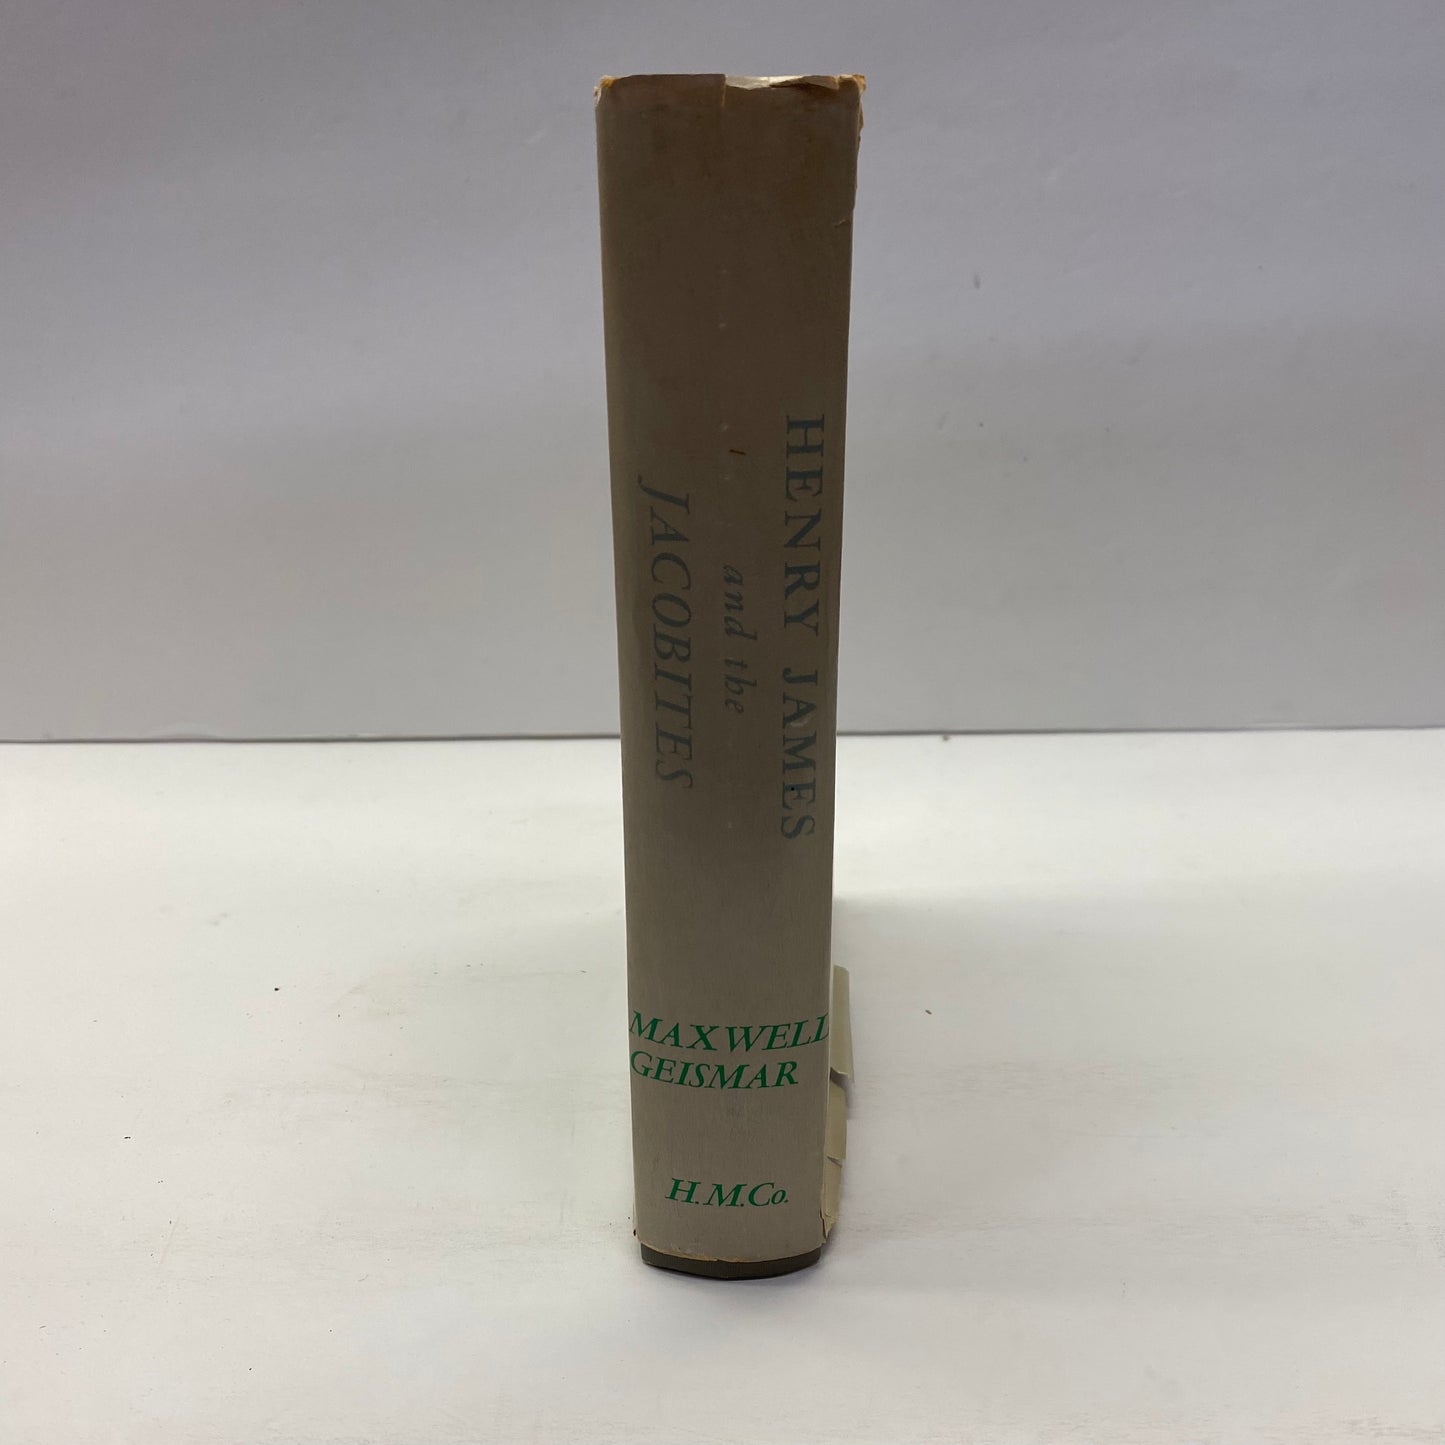 HENRY JAMES
and the
JACOBITES
MAXWELL
GEISMAR
H. M. Co.